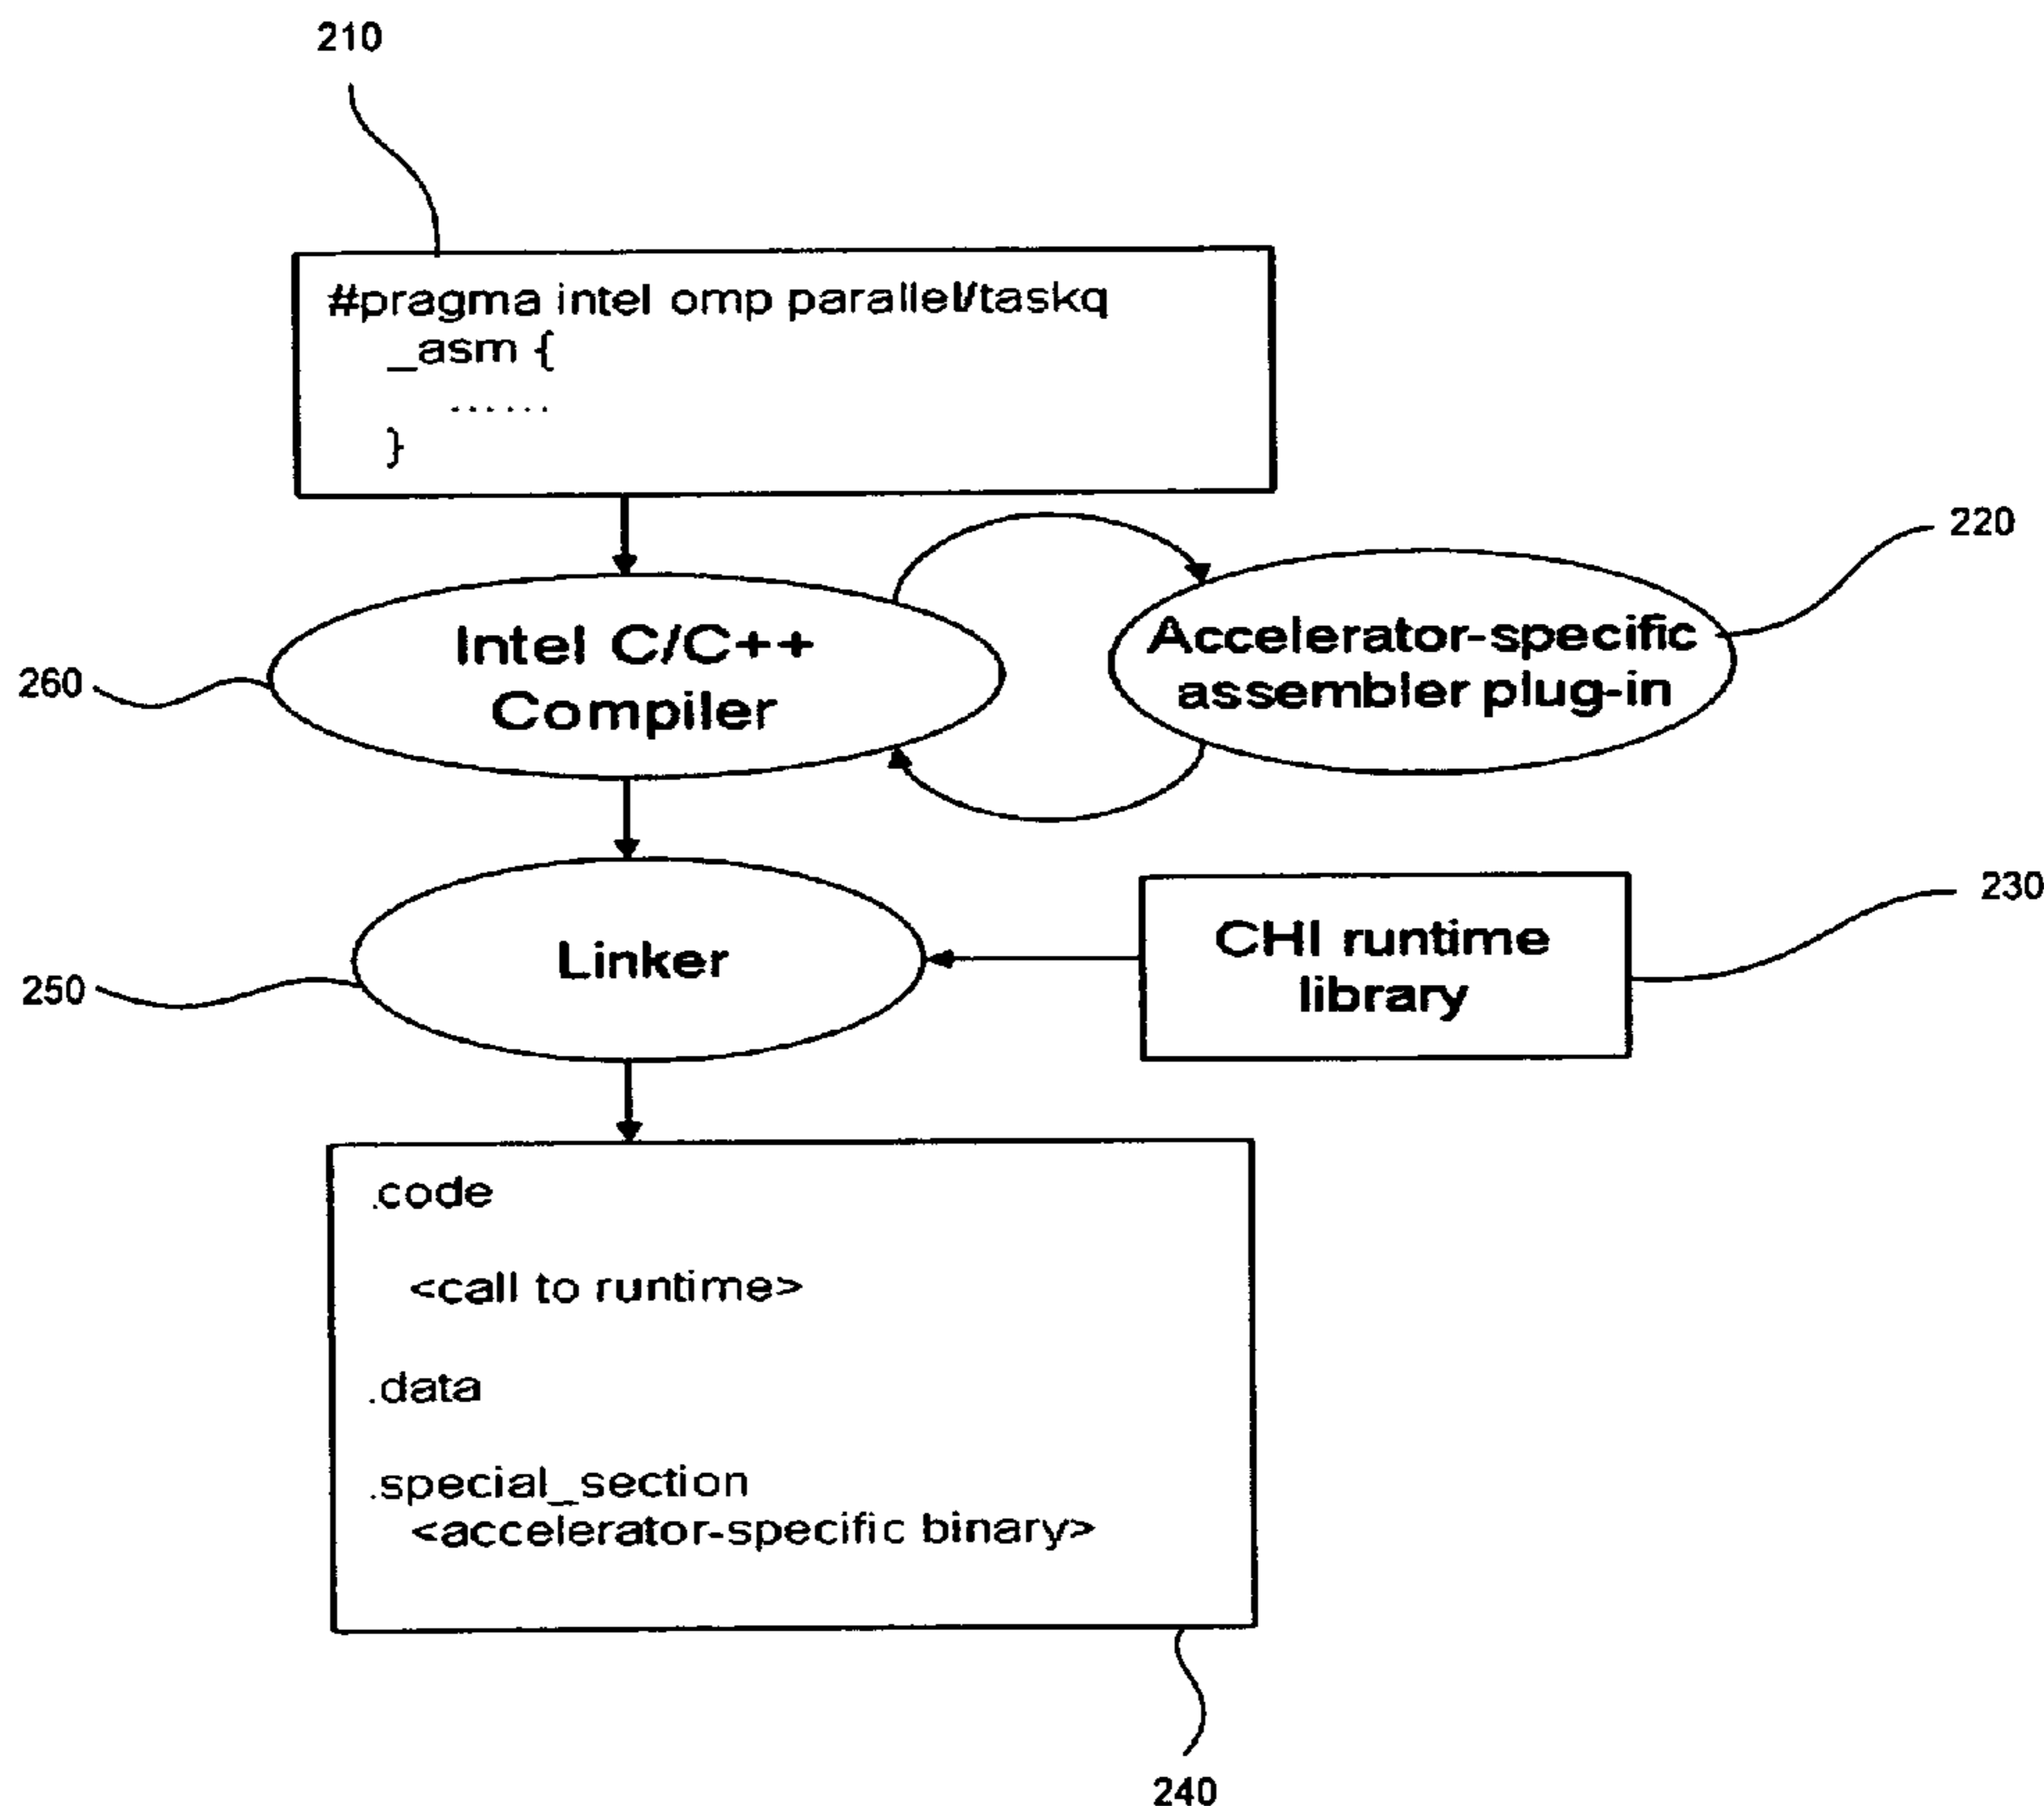 210
#pragma intel omp parallel/taskq
_asm {
......
}
220
Intel C/C++
Compiler
Accelerator-specific
assembler plug-in
260
230
Linker
CHI runtime
library
250
.code
<call to runtime>
.data
.special_section
<accelerator-specific binary>
240